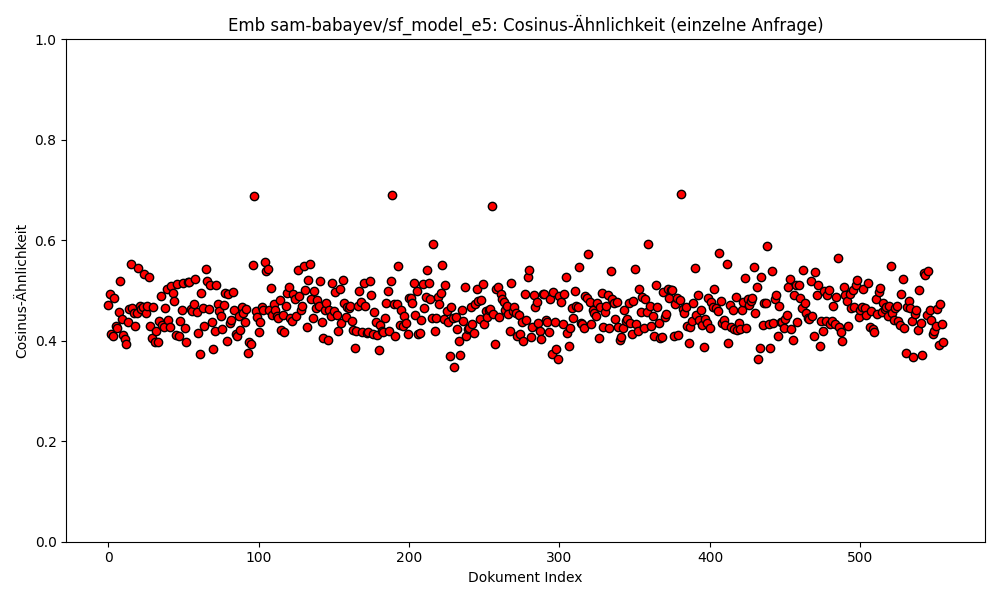 Emb sam-babayev/sf_model_e5: Cosinus-Ähnlichkeit (einzelne Anfrage)
1.0
0.8
0.6
0.4
0.2
0.0
Cosinus-Ähnlichkeit
0 100 200 300 400 500
Dokument Index